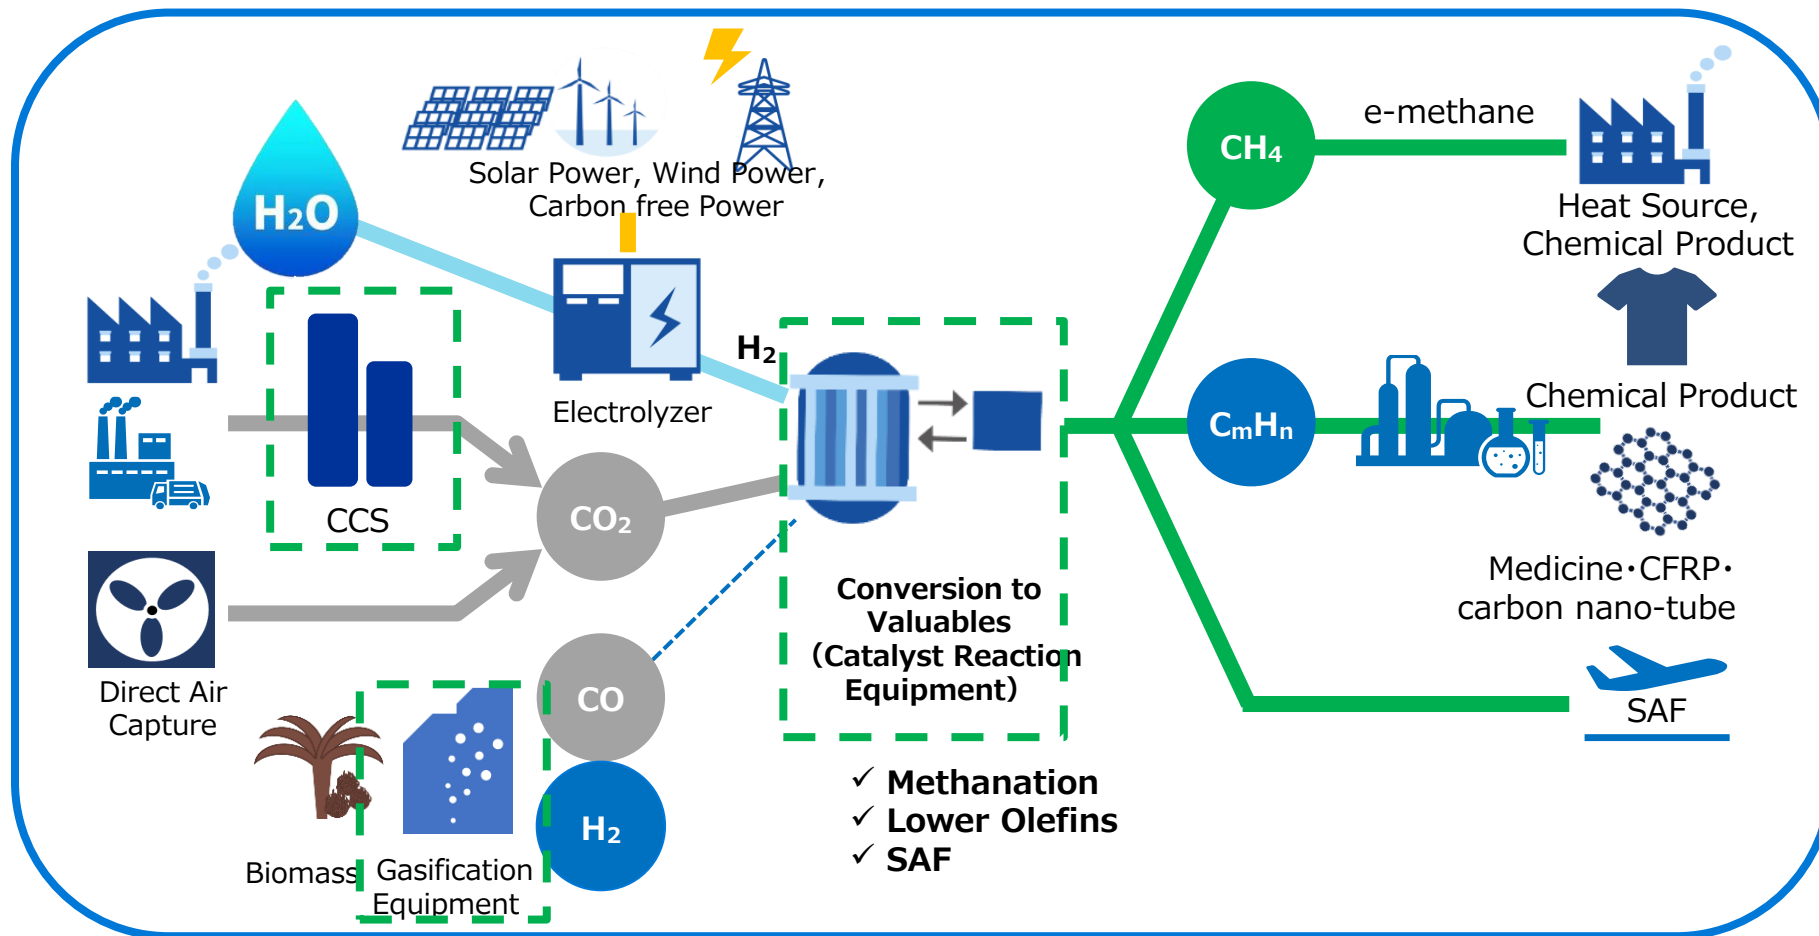 H₂O
Solar Power, Wind Power,
Carbon free Power
Electrolyzer
H₂
CCS
CO₂
Direct Air
Capture
CO
H₂
Biomass
Gasification
Equipment
Conversion to
Valuables
(Catalyst Reaction
Equipment)
✓ Methanation
✓ Lower Olefins
✓ SAF
CH₄
e-methane
Heat Source,
Chemical Product
CₘHₙ
Chemical Product
Medicine・CFRP・
carbon nano-tube
SAF